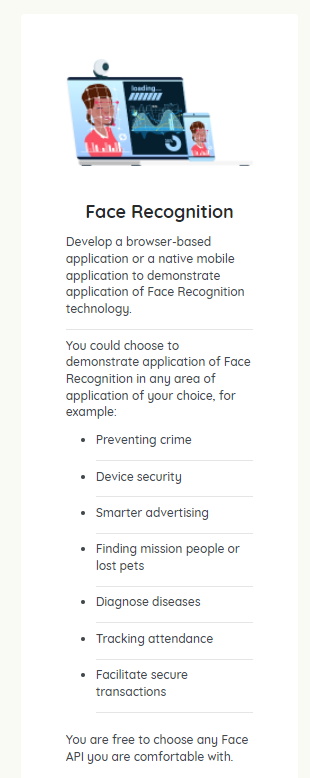 loading...
Face Recognition
Develop a browser-based
application or a native mobile
application to demonstrate
application of Face Recognition
technology.
You could choose to
demonstrate application of Face
Recognition in any area of
application of your choice, for
example:
Preventing crime
Device security
Smarter advertising
Finding mission people or
lost pets
Diagnose diseases
Tracking attendance
Facilitate secure
transactions
You are free to choose any Face
API you are comfortable with.